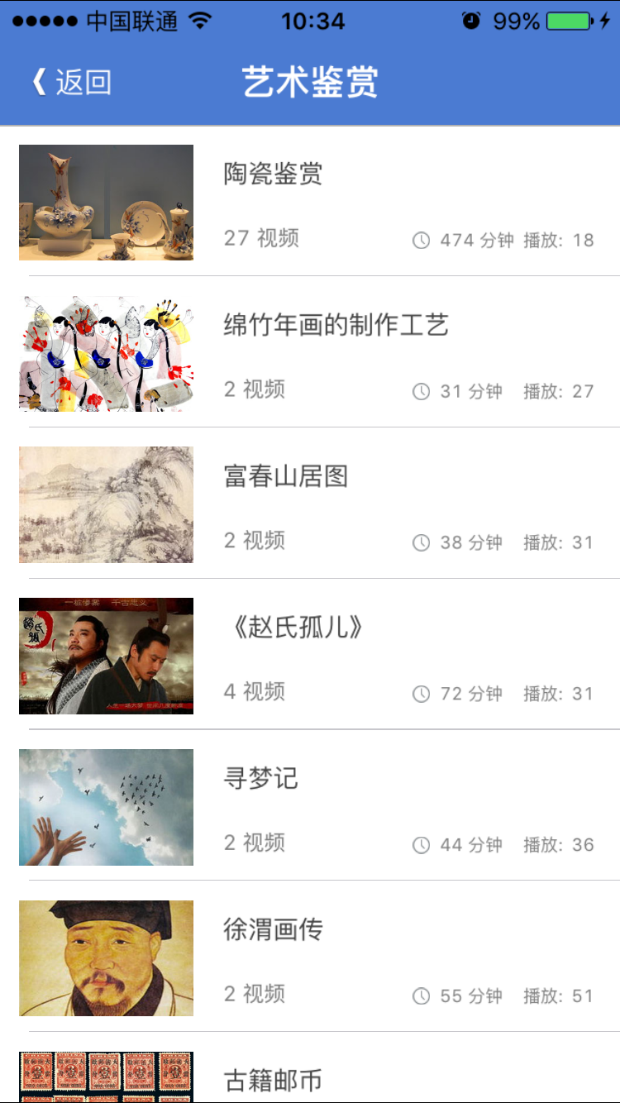 中国联通 10:34 99%
返回 艺术鉴赏
陶瓷鉴赏
27 视频 474 分钟 播放: 18
绵竹年画的制作工艺
2 视频 31 分钟 播放: 27
富春山居图
2 视频 38 分钟 播放: 31
《赵氏孤儿》
4 视频 72 分钟 播放: 31
寻梦记
2 视频 44 分钟 播放: 36
徐渭画传
2 视频 55 分钟 播放: 51
古籍邮币